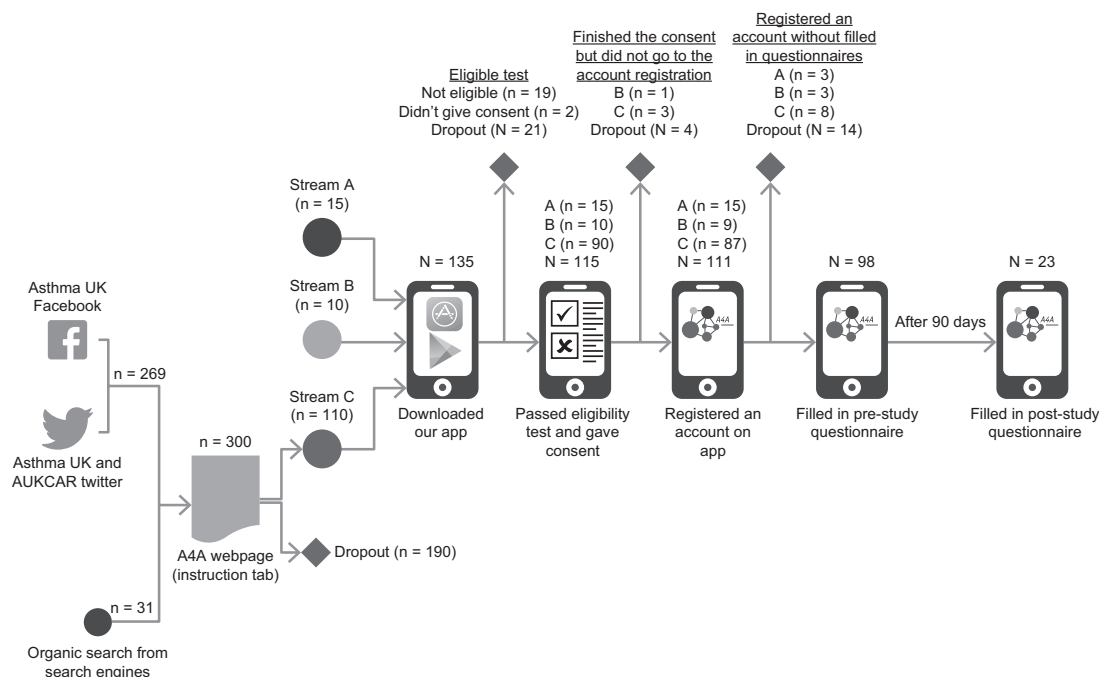 Registered an
account without filled
in questionnaires
A (n = 3)
B (n = 3)
C (n = 8)
Dropout (N = 14)
Finished the consent
but did not go to the
account registration
B (n = 1)
C (n = 3)
Dropout (N = 4)
Eligible test
Not eligible (n = 19)
Didn't give consent (n = 2)
Dropout (N = 21)
Stream A
(n = 15)
A (n = 15)
B (n = 10)
C (n = 90)
N = 115
A (n = 15)
B (n = 9)
C (n = 87)
N = 111
N = 135
N = 98
N = 23
Asthma UK
Facebook
Stream B
(n = 10)
A4A
A4A
A4A
After 90 days
n = 269
Stream C
(n = 110)
Downloaded
our app
Passed eligibility
test and gave
consent
Registered an
account on
app
Filled in pre-study
questionnaire
Filled in post-study
questionnaire
Asthma UK and
AUKCAR twitter
n = 300
A4A webpage
(instruction tab)
Dropout (n = 190)
n = 31
Organic search from
search engines